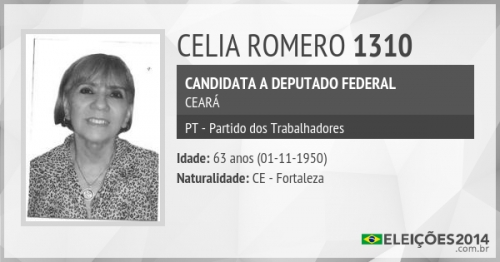 CELIA ROMERO 1310
CANDIDATA A DEPUTADO FEDERAL
CEARÁ
PT - Partido dos Trabalhadores
Idade: 63 anos (01-11-1950)
Naturalidade: CE - Fortaleza
ELEIÇÕES2014
.com.br